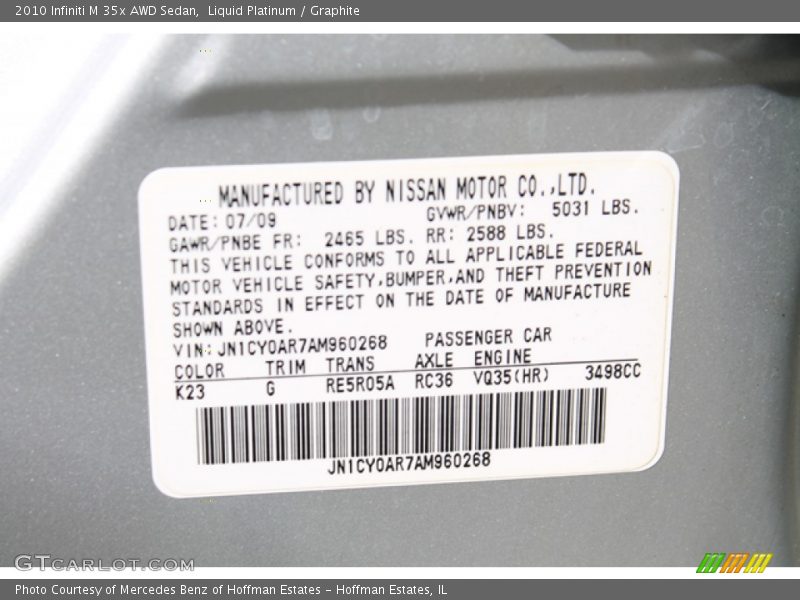 2010 Infiniti M 35x AWD Sedan,  Liquid Platinum / Graphite
MANUFACTURED BY NISSAN MOTOR CO.,LTD.
DATE: 07/09 GVWR/PNBV: 5031 LBS.
GAWR/PNBE FR: 2465 LBS. RR: 2588 LBS.
THIS VEHICLE CONFORMS TO ALL APPLICABLE FEDERAL
MOTOR VEHICLE SAFETY,BUMPER,AND THEFT PREVENTION
STANDARDS IN EFFECT ON THE DATE OF MANUFACTURE
SHOWN ABOVE.
VIN: JN1CY0AR7AM960268 PASSENGER CAR
COLOR TRIM TRANS AXLE ENGINE
K23 G RE5R05A RC36 VQ35(HR) 3498CC
JN1CY0AR7AM960268
GTCARLOT.COM
Photo Courtesy of Mercedes Benz of Hoffman Estates - Hoffman Estates, IL